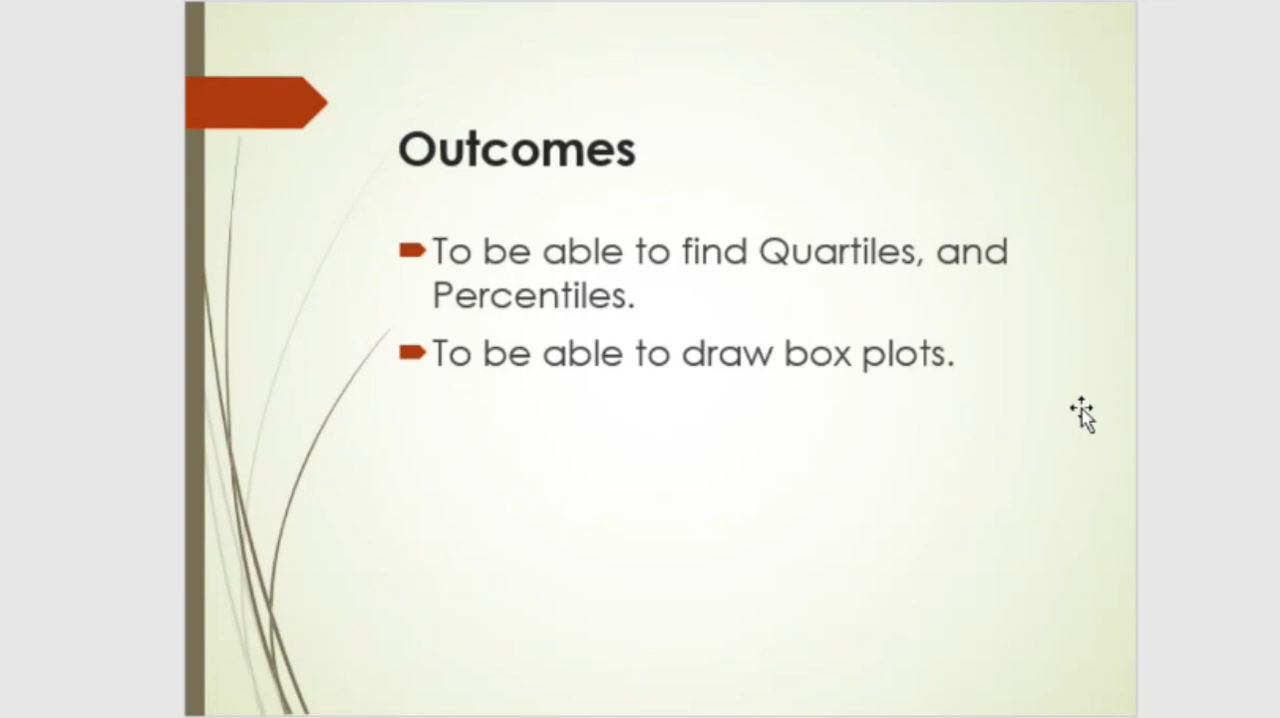 Outcomes
To be able to find Quartiles, and
Percentiles.
To be able to draw box plots.